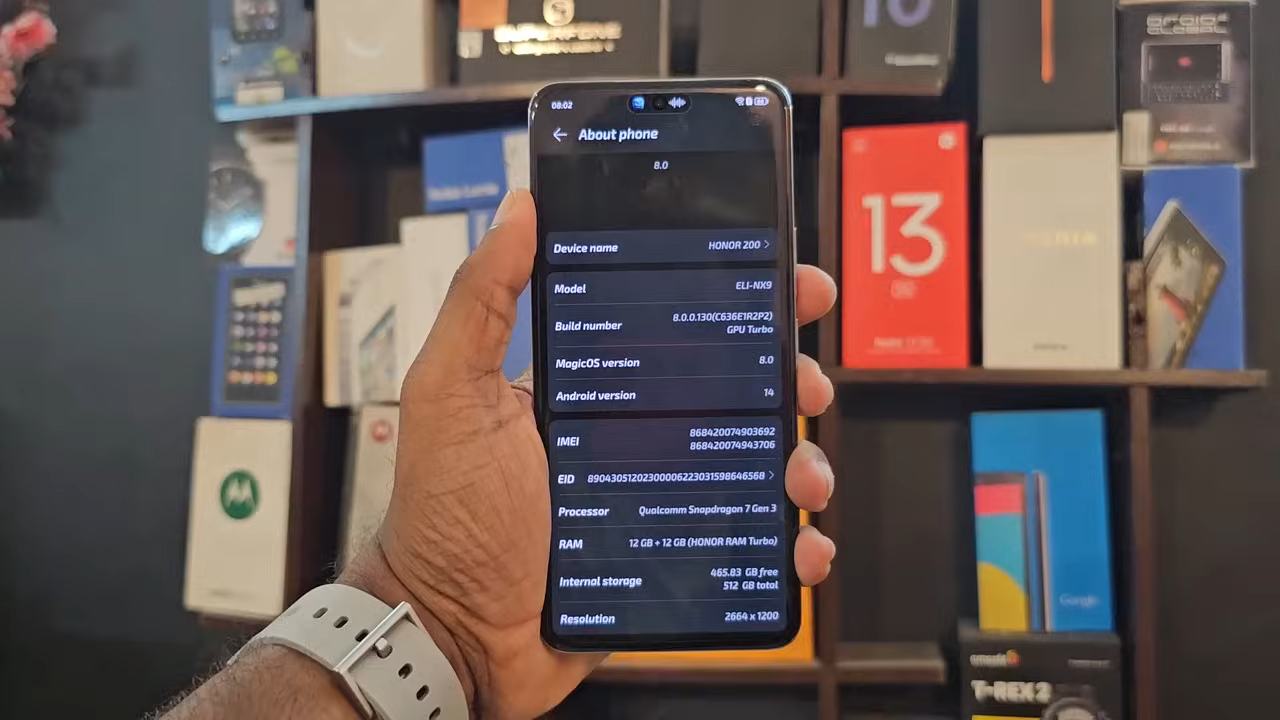 08:02
About phone
8.0
Device name HONOR 200
Model ELI-NX9
Build number 8.0.0.130(C636E1R2P2)
GPU Turbo
MagicOS version 8.0
Android version 14
IMEI 868420074903692
868420074943706
EID 89043051202300006223031598646568
Processor Qualcomm Snapdragon 7 Gen 3
RAM 12 GB + 12 GB (HONOR RAM Turbo)
Internal storage 465.83 GB free
512 GB total
Resolution 2664 x 1200
10
13
Google
T-REX 2